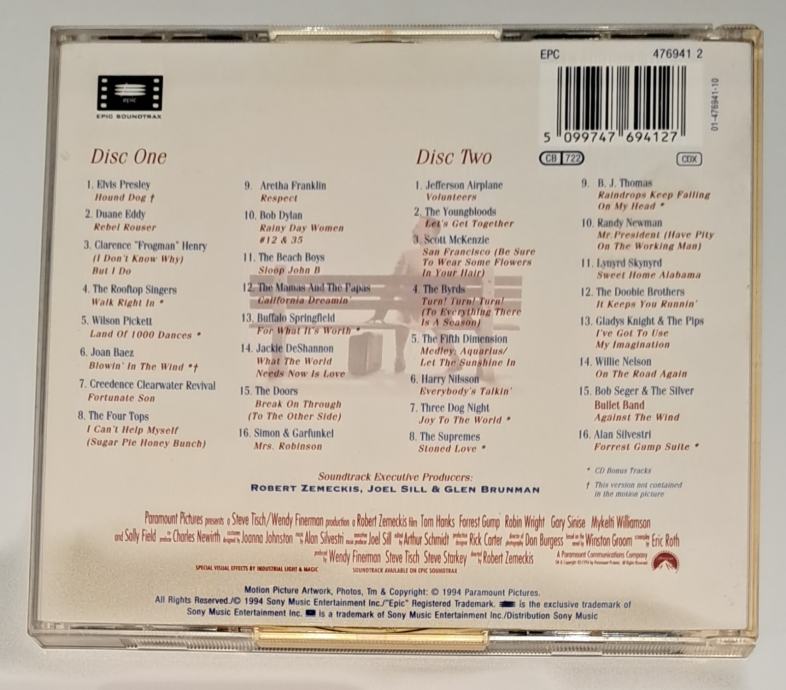 EPC 476941 2
5 099747 694127
01-476941-10
CB 722
CDX
epic
EPIC SOUNDTRAX
Disc One
1. Elvis Presley
Hound Dog †
2. Duane Eddy
Rebel Rouser
3. Clarence "Frogman" Henry
(I Don't Know Why)
But I Do
4. The Rooftop Singers
Walk Right In *
5. Wilson Pickett
Land Of 1000 Dances *
6. Joan Baez
Blowin' In The Wind *†
7. Creedence Clearwater Revival
Fortunate Son
8. The Four Tops
I Can't Help Myself
(Sugar Pie Honey Bunch)
9. Aretha Franklin
Respect
10. Bob Dylan
Rainy Day Women
#12 & 35
11. The Beach Boys
Sloop John B
12. The Mamas And The Papas
California Dreamin'
13. Buffalo Springfield
For What It's Worth *
14. Jackie DeShannon
What The World
Needs Now Is Love
15. The Doors
Break On Through
(To The Other Side)
16. Simon & Garfunkel
Mrs. Robinson
Disc Two
1. Jefferson Airplane
Volunteers
2. The Youngbloods
Let's Get Together
3. Scott McKenzie
San Francisco (Be Sure
To Wear Some Flowers
In Your Hair)
4. The Byrds
Turn! Turn! Turn!
(To Everything There
Is A Season)
5. The Fifth Dimension
Medley Aquarius/
Let The Sunshine In
6. Harry Nilsson
Everybody's Talkin'
7. Three Dog Night
Joy To The World *
8. The Supremes
Stoned Love *
9. B. J. Thomas
Raindrops Keep Falling
On My Head *
10. Randy Newman
Mr. President (Have Pity
On The Working Man)
11. Lynyrd Skynyrd
Sweet Home Alabama
12. The Doobie Brothers
It Keeps You Runnin'
13. Gladys Knight & The Pips
I've Got To Use
My Imagination
14. Willie Nelson
On The Road Again
15. Bob Seger & The Silver
Bullet Band
Against The Wind
16. Alan Silvestri
Forrest Gump Suite *
* CD Bonus Tracks
† This version not contained
in the motion picture
Soundtrack Executive Producers:
ROBERT ZEMECKIS, JOEL SILL & GLEN BRUNMAN
Paramount Pictures presents a Steve Tisch/Wendy Finerman production a Robert Zemeckis film Tom Hanks Forrest Gump Robin Wright Gary Sinise Mykelti Williamson
and Sally Field Charles Newirth Joanna Johnston Alan Silvestri Joel Sill Arthur Schmidt Rick Carter Don Burgess Winston Groom Eric Roth
Wendy Finerman Steve Tisch Steve Starkey Robert Zemeckis
A Paramount Communications Company
SPECIAL VISUAL EFFECTS BY INDUSTRIAL LIGHT & MAGIC SOUNDTRACK AVAILABLE ON EPIC SOUNDTRAX
Motion Picture Artwork, Photos, Tm & Copyright: © 1994 Paramount Pictures.
All Rights Reserved./© 1994 Sony Music Entertainment Inc./"Epic" Registered Trademark. is the exclusive trademark of
Sony Music Entertainment Inc. is a trademark of Sony Music Entertainment Inc./Distribution Sony Music